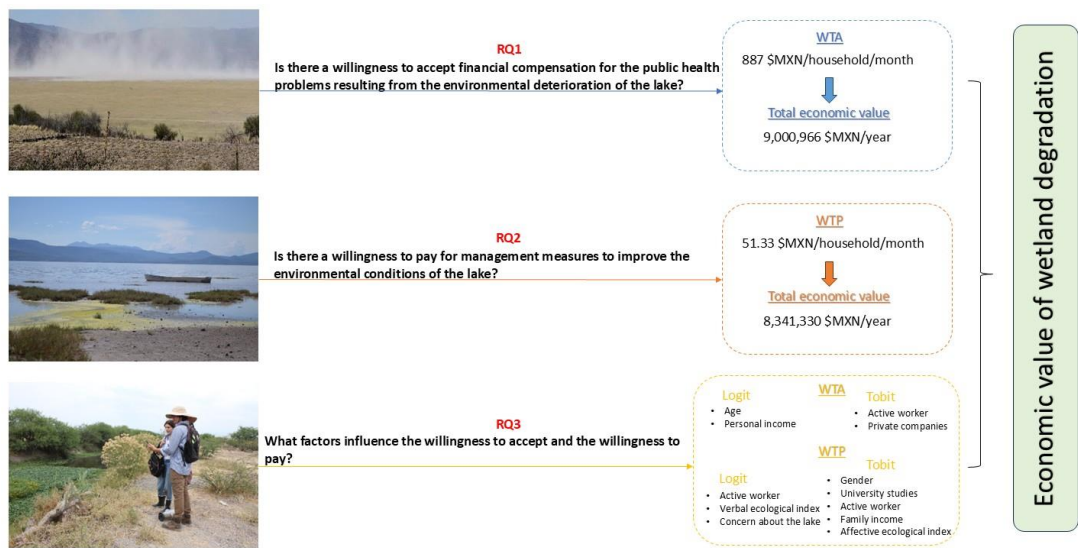 RQ1
Is there a willingness to accept financial compensation for the public health
problems resulting from the environmental deterioration of the lake?
WTA
887 $MXN/household/month
Total economic value
9,000,966 $MXN/year
RQ2
Is there a willingness to pay for management measures to improve the
environmental conditions of the lake?
WTP
51.33 $MXN/household/month
Total economic value
8,341,330 $MXN/year
RQ3
What factors influence the willingness to accept and the willingness to
pay?
WTA
Logit
• Age
• Personal income
Tobit
• Active worker
• Private companies
WTP
Logit
• Active worker
• Verbal ecological index
• Concern about the lake
Tobit
• Gender
• University studies
• Active worker
• Family income
• Affective ecological index
Economic value of wetland degradation